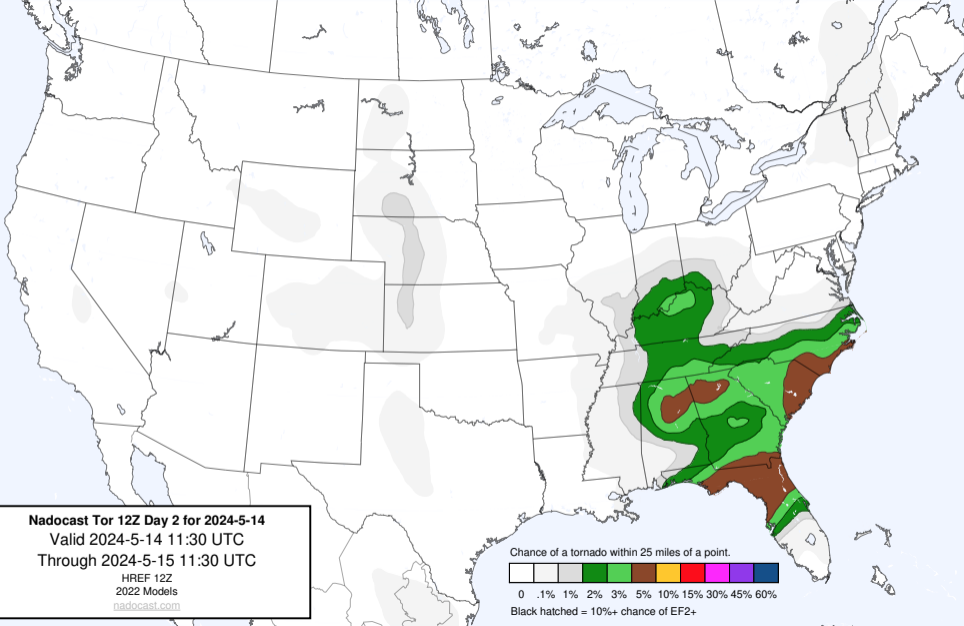 Nadocast Tor 12Z Day 2 for 2024-5-14
Valid 2024-5-14 11:30 UTC
Through 2024-5-15 11:30 UTC
HREF 12Z
2022 Models
nadocast.com
Chance of a tornado within 25 miles of a point.
0 .1% 1% 2% 3% 5% 10% 15% 30% 45% 60%
Black hatched = 10%+ chance of EF2+